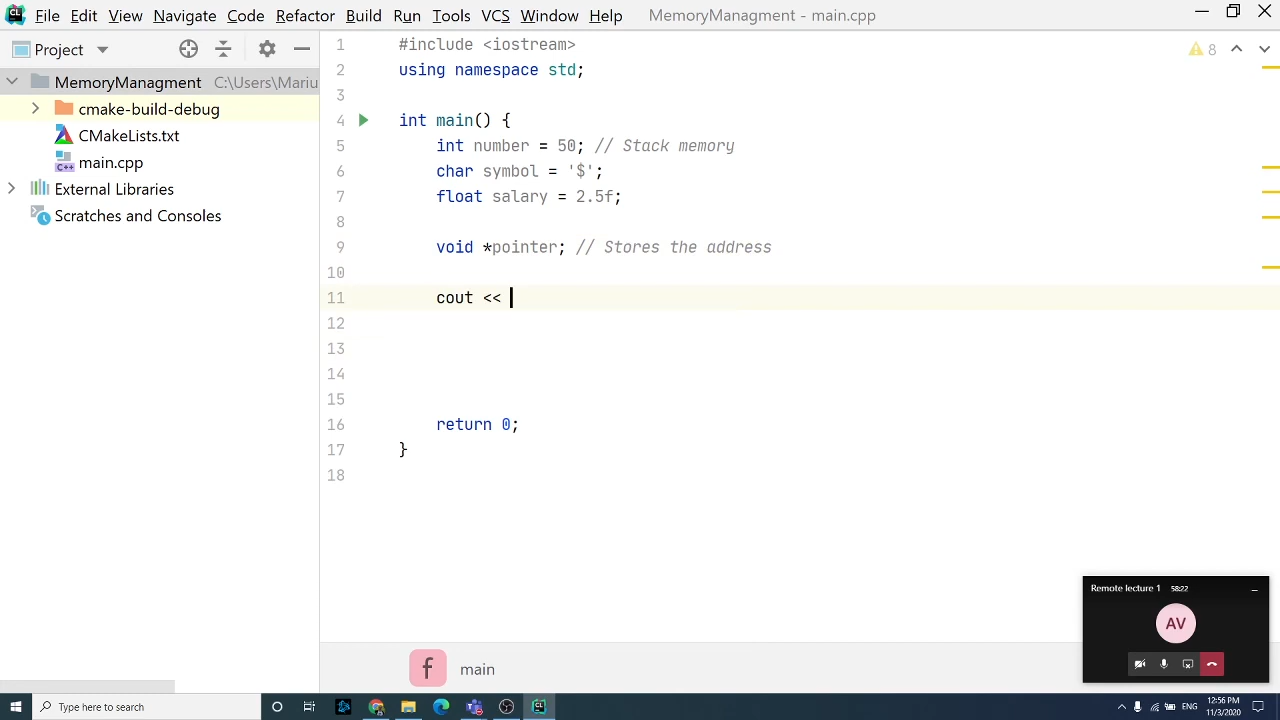 File Edit View Navigate Code Refactor Build Run Tools VCS Window Help MemoryManagment - main.cpp
Project
MemoryManagment C:\Users\Mariu
cmake-build-debug
CMakeLists.txt
main.cpp
External Libraries
Scratches and Consoles
8
1 #include <iostream>
2 using namespace std;
3
4 int main() {
5 int number = 50; // Stack memory
6 char symbol = '$';
7 float salary = 2.5f;
8
9 void *pointer; // Stores the address
10
11 cout <<
12
13
14
15
16 return 0;
17 }
18
f main
Remote lecture 1 58:22
AV
Type here to search
12:56 PM
11/3/2020